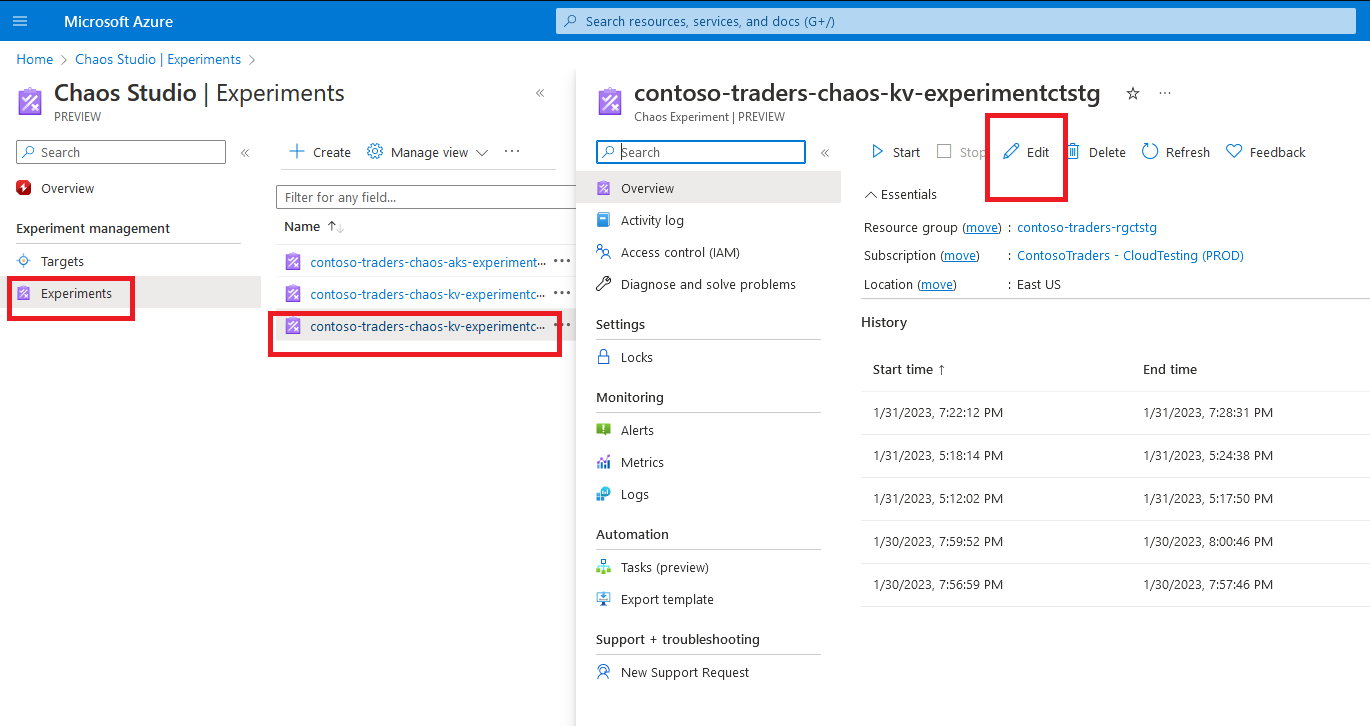 Microsoft Azure
Search resources, services, and docs (G+/)
Home > Chaos Studio | Experiments >
Chaos Studio | Experiments
PREVIEW
Search
Overview
Experiment management
Targets
Experiments
Create
Manage view
Filter for any field...
Name
contoso-traders-chaos-aks-experiment...
contoso-traders-chaos-kv-experimentc...
contoso-traders-chaos-kv-experimentc...
contoso-traders-chaos-kv-experimentctstg
Chaos Experiment | PREVIEW
Search
Overview
Activity log
Access control (IAM)
Diagnose and solve problems
Settings
Locks
Monitoring
Alerts
Metrics
Logs
Automation
Tasks (preview)
Export template
Support + troubleshooting
New Support Request
Start Stop Edit Delete Refresh Feedback
Essentials
Resource group (move) : contoso-traders-rgctstg
Subscription (move) : ContosoTraders - CloudTesting (PROD)
Location (move) : East US
History
Start time ↑ End time
1/31/2023, 7:22:12 PM 1/31/2023, 7:28:31 PM
1/31/2023, 5:18:14 PM 1/31/2023, 5:24:38 PM
1/31/2023, 5:12:02 PM 1/31/2023, 5:17:50 PM
1/30/2023, 7:59:52 PM 1/30/2023, 8:00:46 PM
1/30/2023, 7:56:59 PM 1/30/2023, 7:57:46 PM